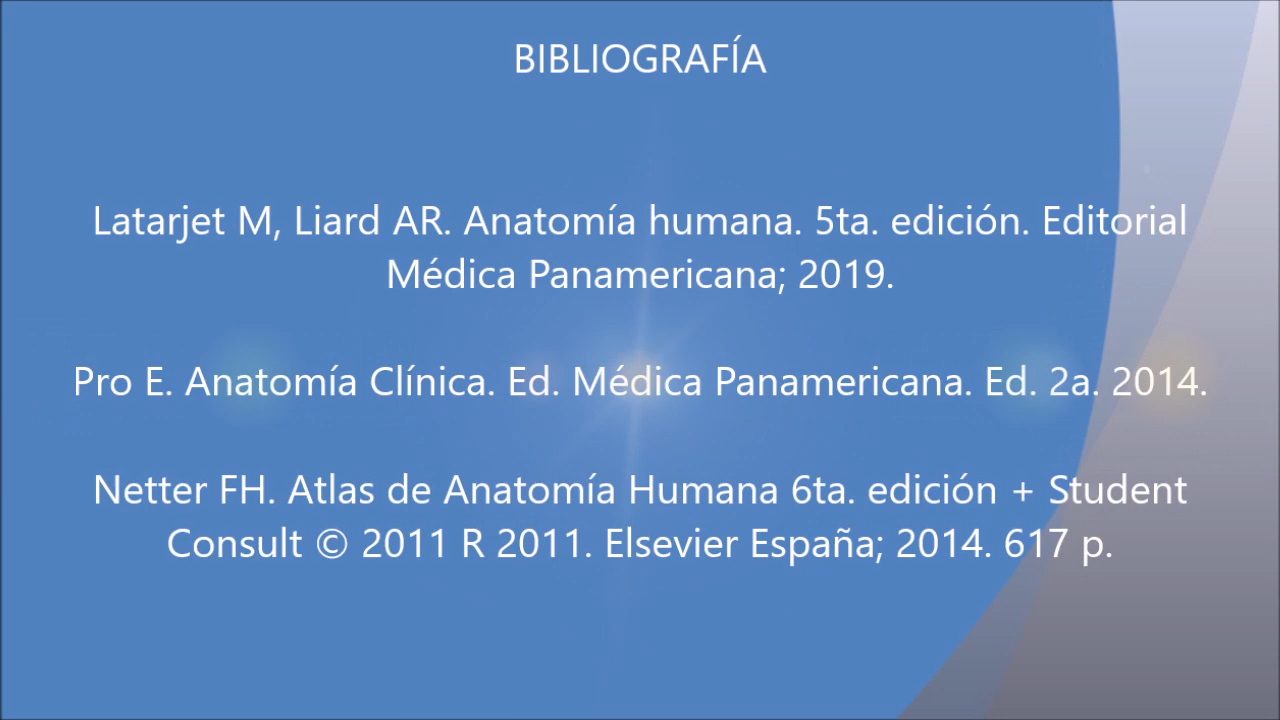 BIBLIOGRAFÍA
Latarjet M, Liard AR. Anatomía humana. 5ta. edición. Editorial
Médica Panamericana; 2019.
Pro E. Anatomía Clínica. Ed. Médica Panamericana. Ed. 2a. 2014.
Netter FH. Atlas de Anatomía Humana 6ta. edición + Student
Consult © 2011 R 2011. Elsevier España; 2014. 617 p.